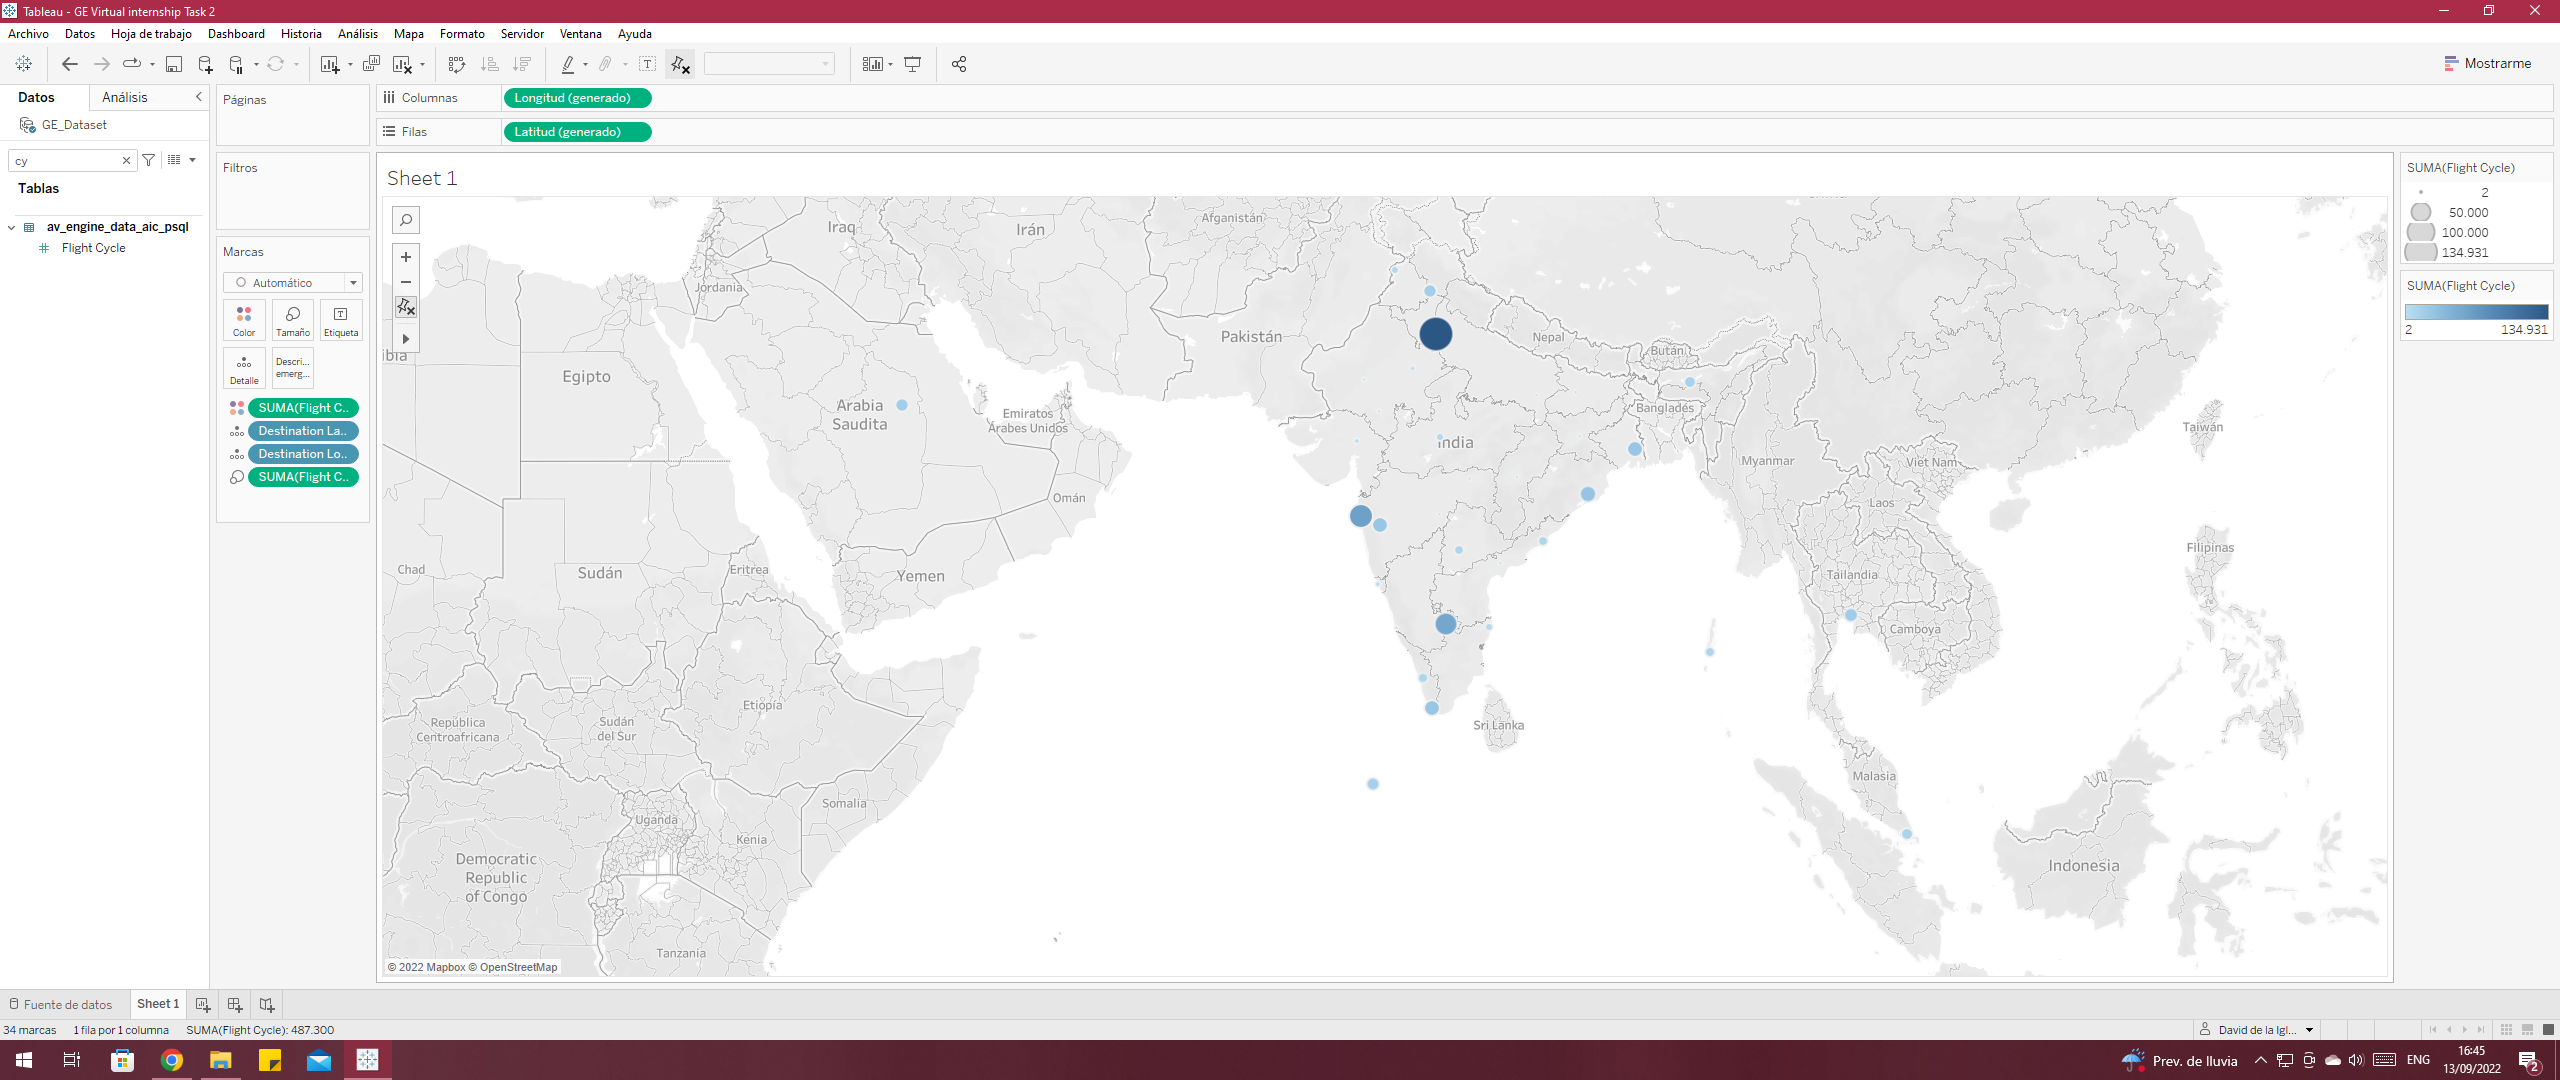 Tableau - GE Virtual internship Task 2
Archivo Datos Hoja de trabajo Dashboard Historia Análisis Mapa Formato Servidor Ventana Ayuda
Mostrarme
Datos Análisis
GE_Dataset
cy
Tablas
av_engine_data_aic_psql
Flight Cycle
Páginas
Filtros
Marcas
Automático
Color Tamaño Etiqueta
Detalle Descri... emerg...
SUMA(Flight C..
Destination La..
Destination Lo..
SUMA(Flight C..
Columnas Longitud (generado)
Filas Latitud (generado)
Sheet 1
Afganistán
Iraq
Irán
Jordania
Pakistán
Nepal
Bután
ibia
Egipto
Arabia
Saudita
Emiratos
Árabes Unidos
Bangladés
Taiwán
India
Myanmar
Viet Nam
Omán
Laos
Filipinas
Chad
Sudán
Eritrea
Yemen
Tailandia
Camboya
Etiopía
República
Centroafricana
Sudán
del Sur
Sri Lanka
Malasia
Somalia
Uganda
Kenia
Democratic
Republic
of Congo
Indonesia
Tanzania
© 2022 Mapbox © OpenStreetMap
SUMA(Flight Cycle)
2
50.000
100.000
134.931
SUMA(Flight Cycle)
2 134.931
Fuente de datos Sheet 1
34 marcas 1 fila por 1 columna SUMA(Flight Cycle): 487.300
David de la Igl...
Prev. de lluvia ENG 16:45
13/09/2022
2